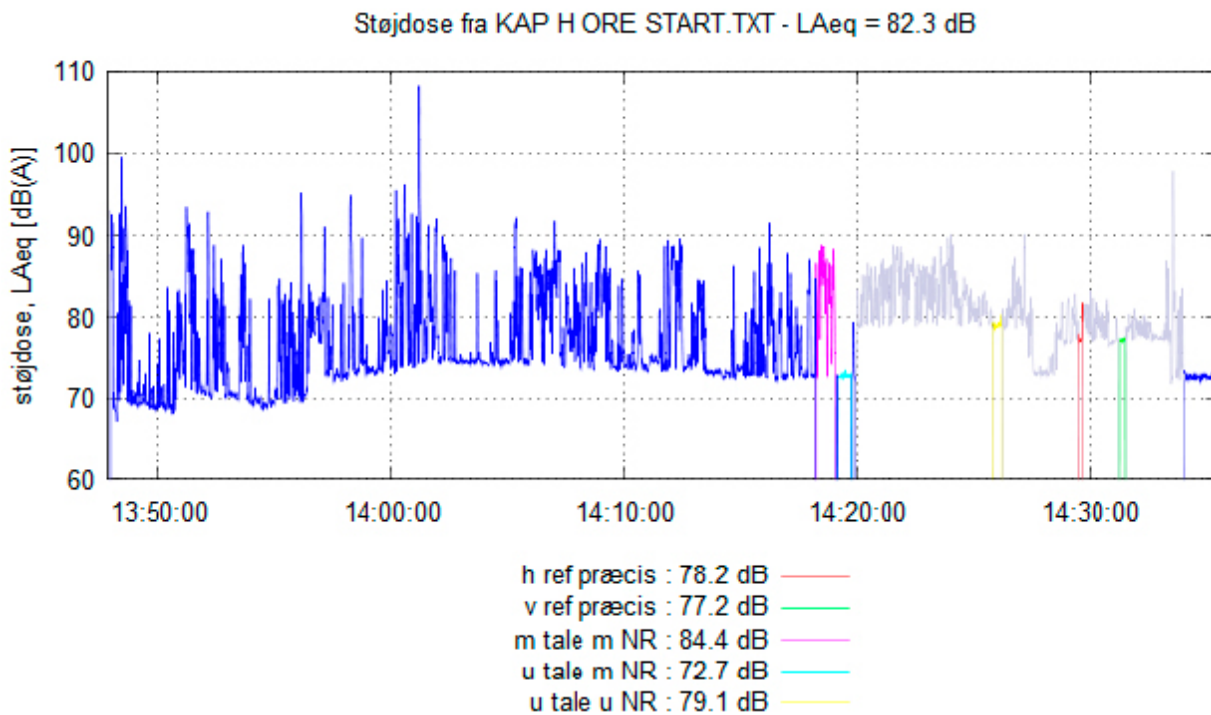 Støjdose fra KAP H ORE START.TXT - LAeq = 82.3 dB
støjdose, LAeq [dB(A)]
110
100
90
80
70
60
13:50:00 14:00:00 14:10:00 14:20:00 14:30:00
h ref præcis : 78.2 dB
v ref præcis : 77.2 dB
m tale m NR : 84.4 dB
u tale m NR : 72.7 dB
u tale u NR : 79.1 dB